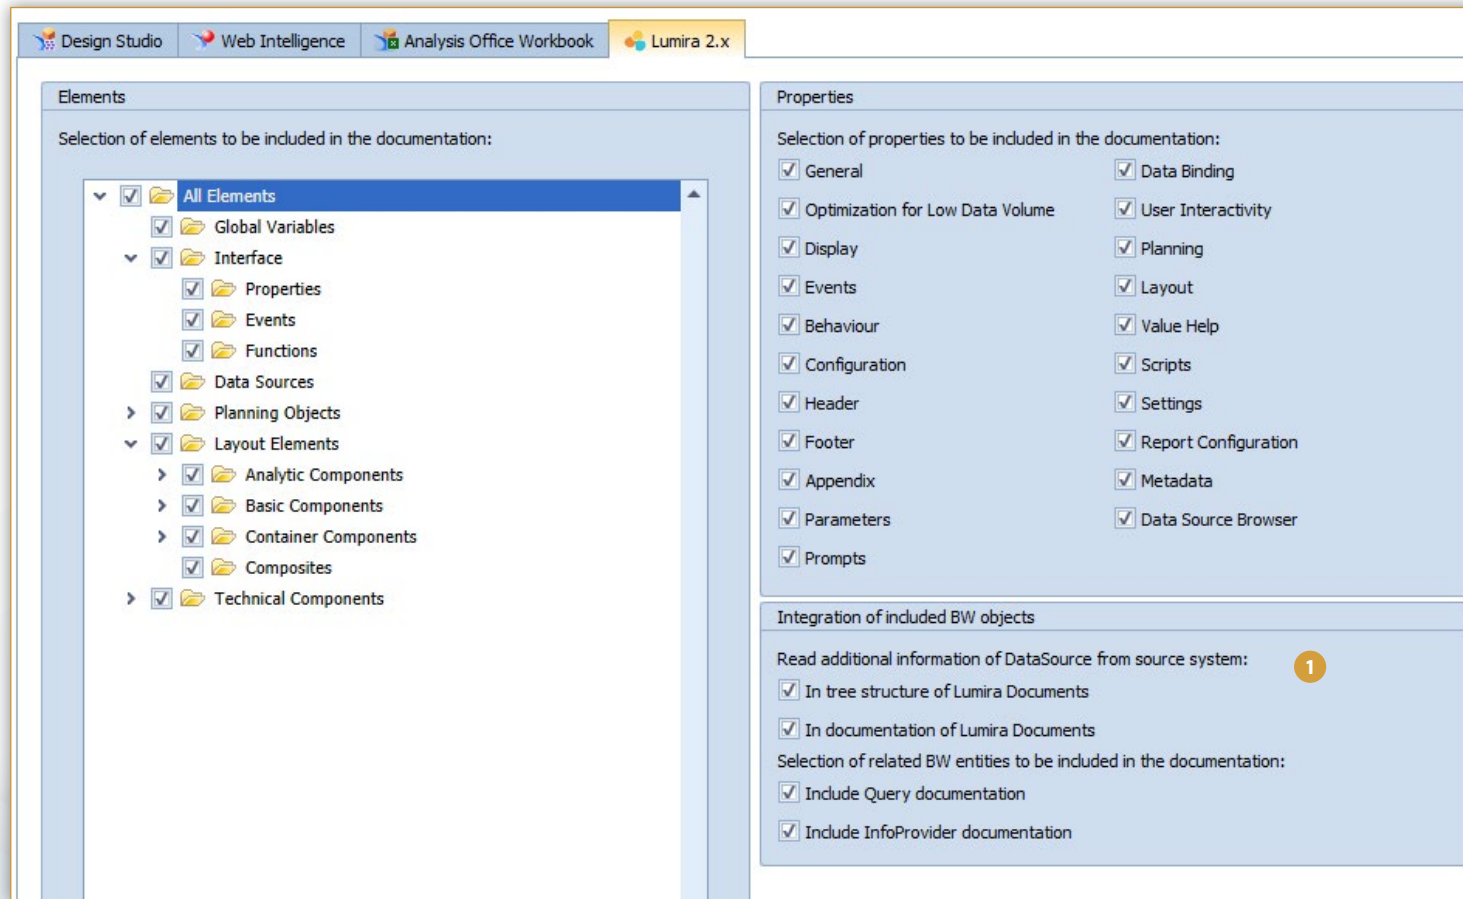 Design Studio
Web Intelligence
Analysis Office Workbook
Lumira 2.x
Elements
Selection of elements to be included in the documentation:
All Elements
Global Variables
Interface
Properties
Events
Functions
Data Sources
Planning Objects
Layout Elements
Analytic Components
Basic Components
Container Components
Composites
Technical Components
Properties
Selection of properties to be included in the documentation:
General
Data Binding
Optimization for Low Data Volume
User Interactivity
Display
Planning
Events
Layout
Behaviour
Value Help
Configuration
Scripts
Header
Settings
Footer
Report Configuration
Appendix
Metadata
Parameters
Data Source Browser
Prompts
Integration of included BW objects
Read additional information of DataSource from source system:
1
In tree structure of Lumira Documents
In documentation of Lumira Documents
Selection of related BW entities to be included in the documentation:
Include Query documentation
Include InfoProvider documentation